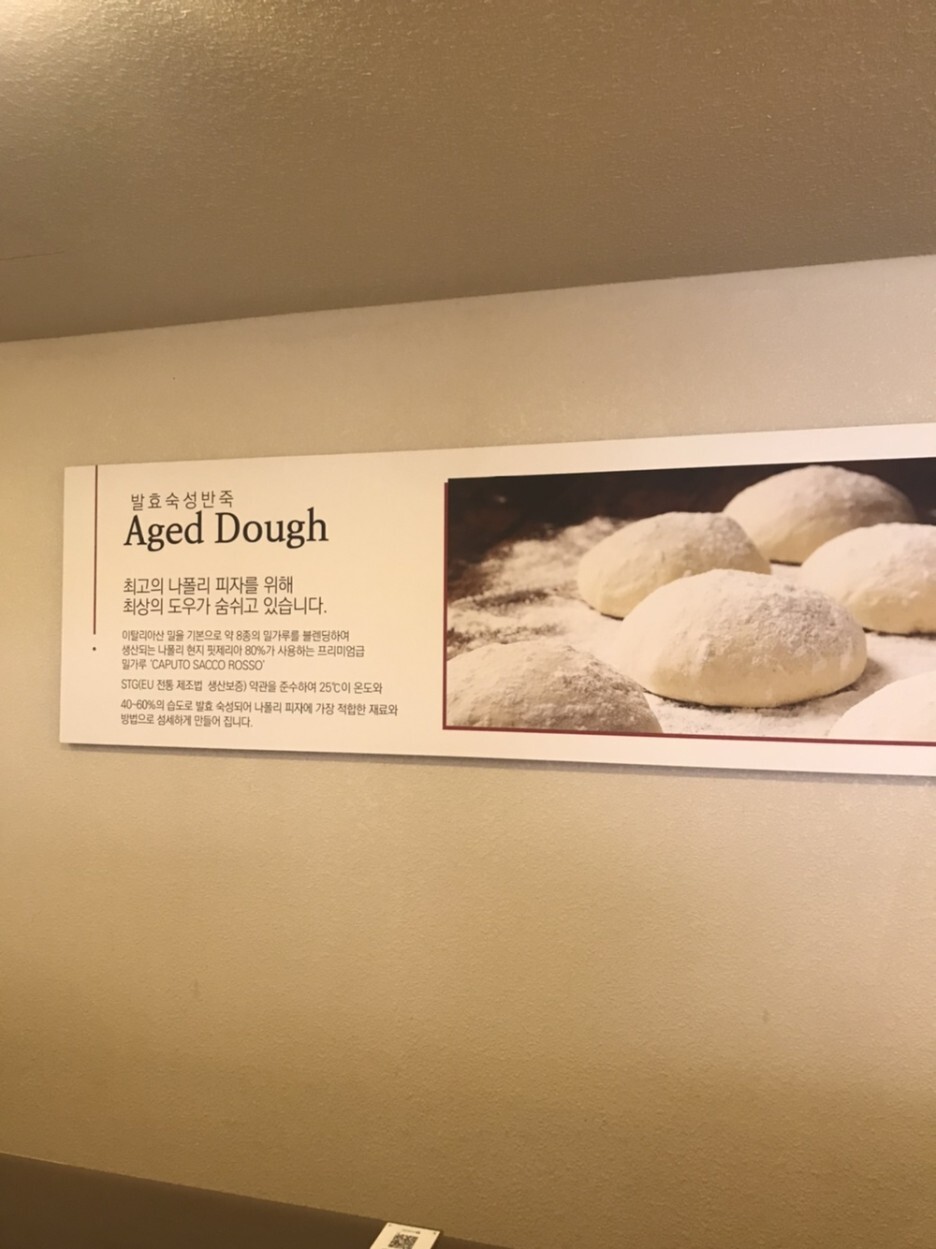 발효숙성반죽
Aged Dough
최고의 나폴리 피자를 위해
최상의 도우가 숨쉬고 있습니다.
이탈리아산 밀을 기본으로 약 8종의 밀가루를 블렌딩하여
생산되는 나폴리 현지 핏제리아 80%가 사용하는 프리미엄급
밀가루 'CAPUTO SACCO ROSSO'
STG(EU 전통 제조법 생산보증) 약관을 준수하여 25℃이 온도와
40~60%의 습도로 발효 숙성되어 나폴리 피자에 가장 적합한 재료와
방법으로 섬세하게 만들어 집니다.